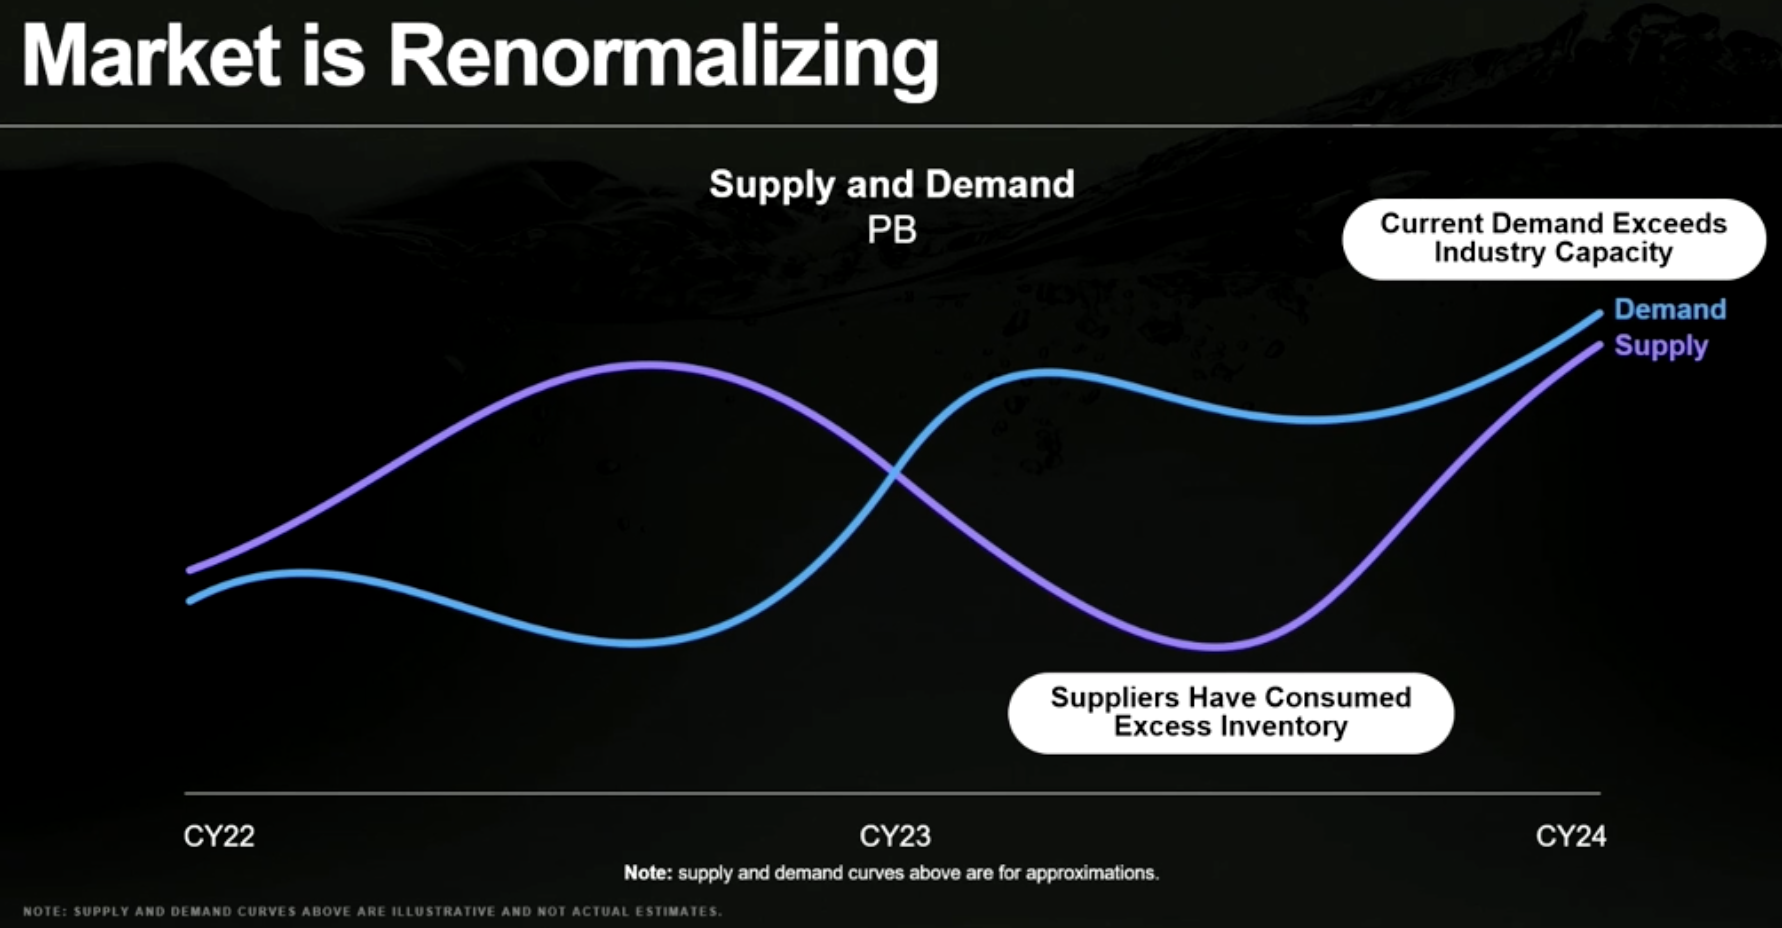 Market is Renormalizing
Supply and Demand
PB
Current Demand Exceeds
Industry Capacity
Demand
Supply
Suppliers Have Consumed
Excess Inventory
CY22
CY23
CY24
Note: supply and demand curves above are for approximations.
NOTE: SUPPLY AND DEMAND CURVES ABOVE ARE ILLUSTRATIVE AND NOT ACTUAL ESTIMATES.